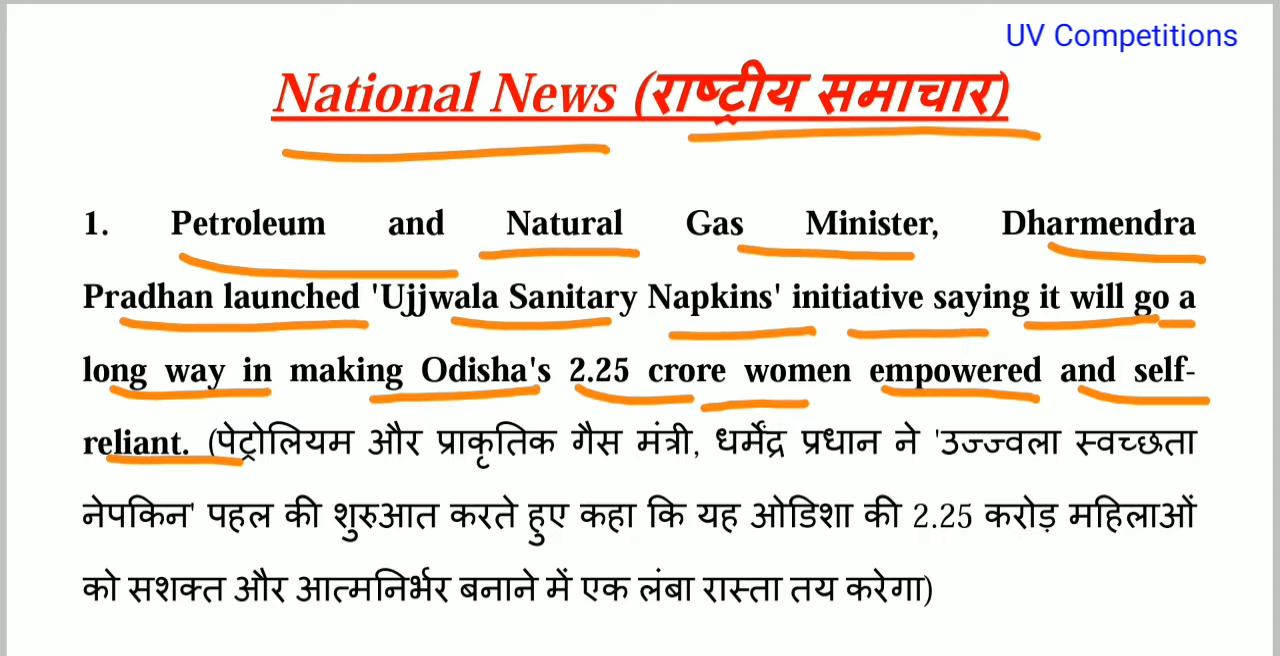 UV Competitions
National News (राष्ट्रीय समाचार)
1. Petroleum and Natural Gas Minister, Dharmendra
Pradhan launched 'Ujjwala Sanitary Napkins' initiative saying it will go a
long way in making Odisha's 2.25 crore women empowered and self-
reliant. (पेट्रोलियम और प्राकृतिक गैस मंत्री, धर्मेंद्र प्रधान ने 'उज्ज्वला स्वच्छता
नेपकिन' पहल की शुरुआत करते हुए कहा कि यह ओडिशा की 2.25 करोड़ महिलाओं
को सशक्त और आत्मनिर्भर बनाने में एक लंबा रास्ता तय करेगा)